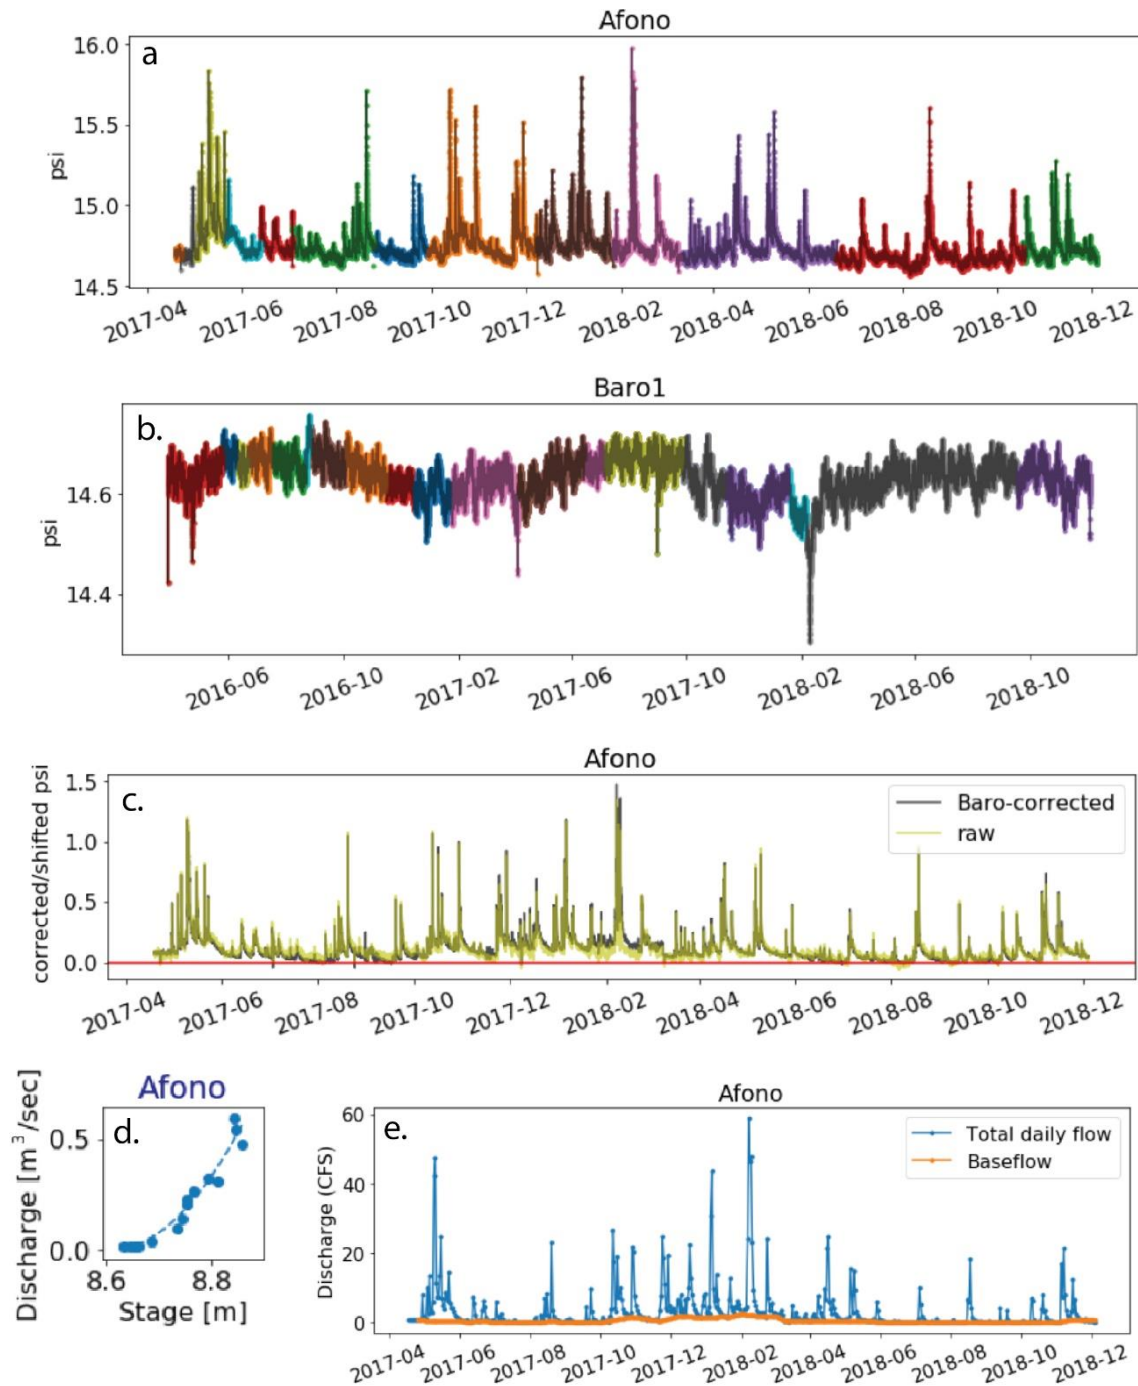 Afono
a
16.0
15.5
15.0
14.5
psi
2017-04 2017-06 2017-08 2017-10 2017-12 2018-02 2018-04 2018-06 2018-08 2018-10 2018-12
Baro1
b.
14.6
14.4
psi
2016-06 2016-10 2017-02 2017-06 2017-10 2018-02 2018-06 2018-10
Afono
c.
1.5
1.0
0.5
0.0
corrected/shifted psi
Baro-corrected
raw
2017-04 2017-06 2017-08 2017-10 2017-12 2018-02 2018-04 2018-06 2018-08 2018-10 2018-12
Afono
d.
0.5
0.0
Discharge [m³/sec]
8.6 8.8
Stage [m]
Afono
e.
60
40
20
0
Discharge (CFS)
Total daily flow
Baseflow
2017-04 2017-06 2017-08 2017-10 2017-12 2018-02 2018-04 2018-06 2018-08 2018-10 2018-12